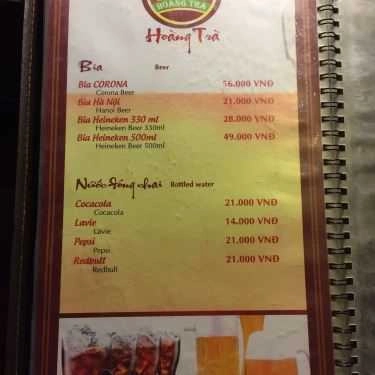 HOÀNG TRÀ
Hoàng Trà
Bia Beer
Bia CORONA 56.000 VNĐ
Corona Beer
Bia Hà Nội 21.000 VNĐ
Hanoi Beer
Bia Heineken 330 ml 28.000 VNĐ
Heineken Beer 330ml
Bia Heineken 500ml 49.000 VNĐ
Heineken Beer 500ml
Nước đóng chai Bottled water
Cocacola 21.000 VNĐ
Cocacola
Lavie 14.000 VNĐ
Lavie
Pepsi 21.000 VNĐ
Pepsi
Redbull 21.000 VNĐ
Redbull